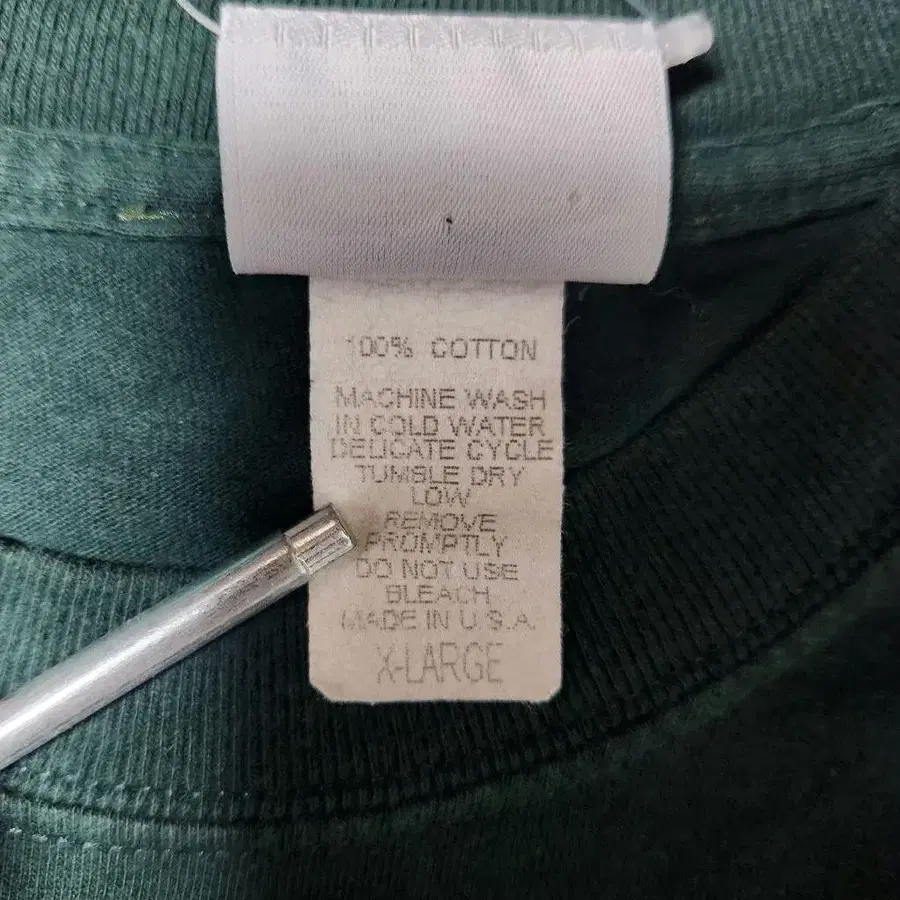 100% COTTON
MACHINE WASH
IN COLD WATER
DELICATE CYCLE
TUMBLE DRY
LOW
REMOVE
PROMPTLY
DO NOT USE
BLEACH
MADE IN U.S.A.
X-LARGE